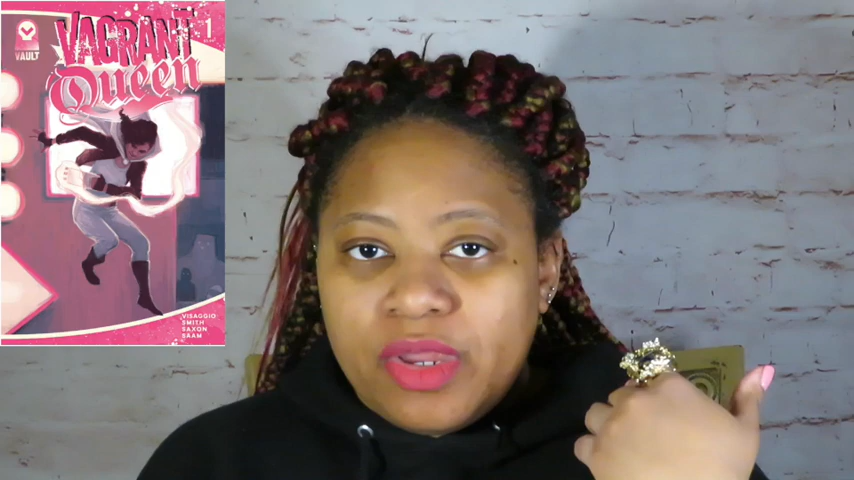 VAGRANT
1
Queen
VAULT
VISAGGIO
SMITH
SAXON
SAAM